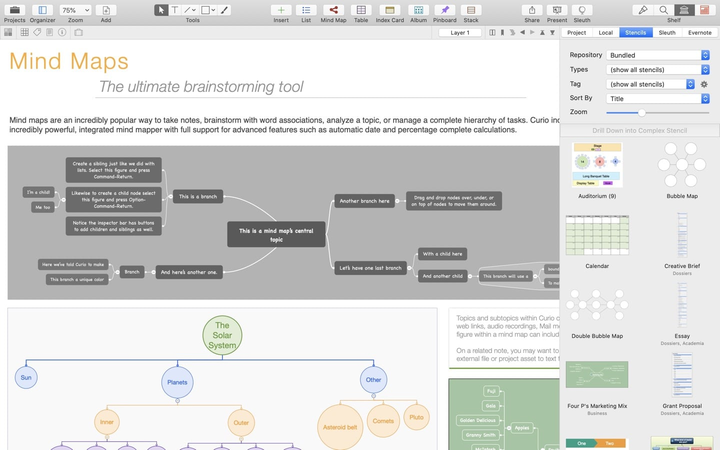 Projects Organizer Zoom Add Tools Insert List Mind Map Table Index Card Album Pinboard Stack Share Present Sleuth Shelf
75%
Layer 1
Project Local Stencils Sleuth Evernote
Mind Maps
The ultimate brainstorming tool
Mind maps are an incredibly popular way to take notes, brainstorm with word associations, analyze a topic, or manage a complete hierarchy of tasks. Curio inc
incredibly powerful, integrated mind mapper with full support for advanced features such as automatic date and percentage complete calculations.
Create a sibling just like we did with
lists. Select this figure and press
Command-Return.
I'm a child!
Me too
Likewise to create a child node select
this figure and press Option-
Command-Return.
This is a branch
Notice the inspector bar has buttons
to add children and siblings as well.
This is a mind map's central
topic
Another branch here
Drag and drop nodes over, under, or
on top of nodes to move them around.
Here we've told Curio to make
This branch a unique color
Branch
And here's another one.
Let's have one last branch
With a child here
And another child
This branch will use a
The
Solar
System
Sun
Planets
Other
Inner
Outer
Asteroid belt
Comets
Pluto
Topics and subtopics within Curio c
web links, audio recordings, Mail me
figure within a mind map can includ
On a related note, you may want to
external file or project asset to text f
Fuji
Gala
Golden Delicious
Granny Smith
Apples
Repository Bundled
Types (show all stencils)
Tag (show all stencils)
Sort By Title
Zoom
Drill Down into Complex Stencil
Auditorium (9)
Bubble Map
Calendar
Creative Brief
Dossiers
Double Bubble Map
Essay
Dossiers, Academia
Four P's Marketing Mix
Business
Grant Proposal
Dossiers, Academia
One Two